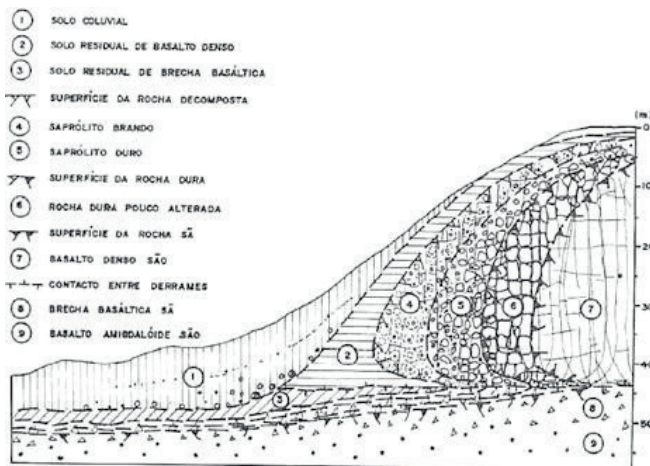 1 SOLO COLUVIAL
2 SOLO RESIDUAL DE BASALTO DENSO
3 SOLO RESIDUAL DE BRECHA BASÁLTICA
SUPERFÍCIE DA ROCHA DECOMPOSTA
4 SAPRÓLITO BRANDO
5 SAPRÓLITO DURO
SUPERFÍCIE DA ROCHA DURA
6 ROCHA DURA POUCO ALTERADA
SUPERFÍCIE DA ROCHA SÃ
7 BASALTO DENSO SÃO
CONTACTO ENTRE DERRAMES
8 BRECHA BASÁLTICA SÃ
9 BASALTO AMIGDALÓIDE SÃO
(m)
0
10
20
30
40
50
1
2
3
4
5
6
7
8
9